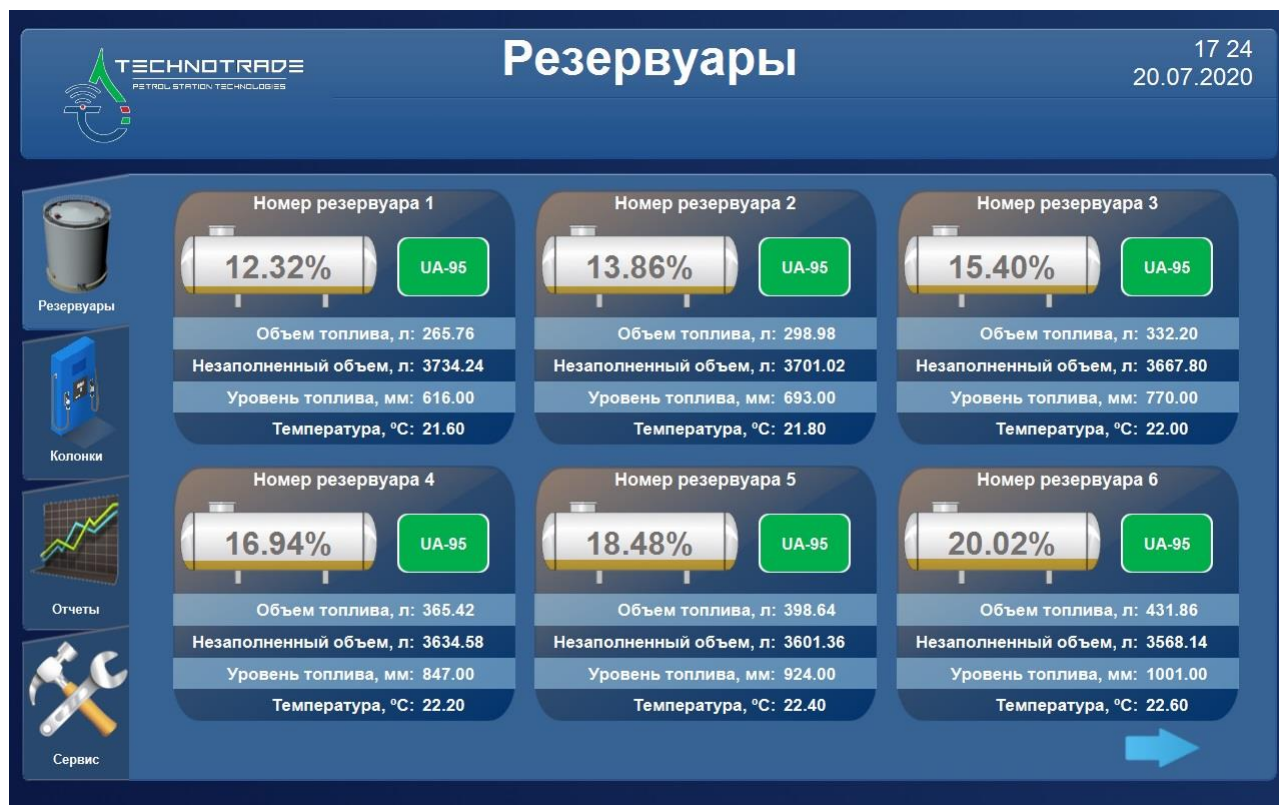 TECHNOTRADE
PETROL STATION TECHNOLOGIES
Резервуары
17 24
20.07.2020
Резервуары
Колонки
Отчеты
Сервис
Номер резервуара 1
12.32%
UA-95
Объем топлива, л: 265.76
Незаполненный объем, л: 3734.24
Уровень топлива, мм: 616.00
Температура, ºС: 21.60
Номер резервуара 2
13.86%
UA-95
Объем топлива, л: 298.98
Незаполненный объем, л: 3701.02
Уровень топлива, мм: 693.00
Температура, ºС: 21.80
Номер резервуара 3
15.40%
UA-95
Объем топлива, л: 332.20
Незаполненный объем, л: 3667.80
Уровень топлива, мм: 770.00
Температура, ºС: 22.00
Номер резервуара 4
16.94%
UA-95
Объем топлива, л: 365.42
Незаполненный объем, л: 3634.58
Уровень топлива, мм: 847.00
Температура, ºС: 22.20
Номер резервуара 5
18.48%
UA-95
Объем топлива, л: 398.64
Незаполненный объем, л: 3601.36
Уровень топлива, мм: 924.00
Температура, ºС: 22.40
Номер резервуара 6
20.02%
UA-95
Объем топлива, л: 431.86
Незаполненный объем, л: 3568.14
Уровень топлива, мм: 1001.00
Температура, ºС: 22.60